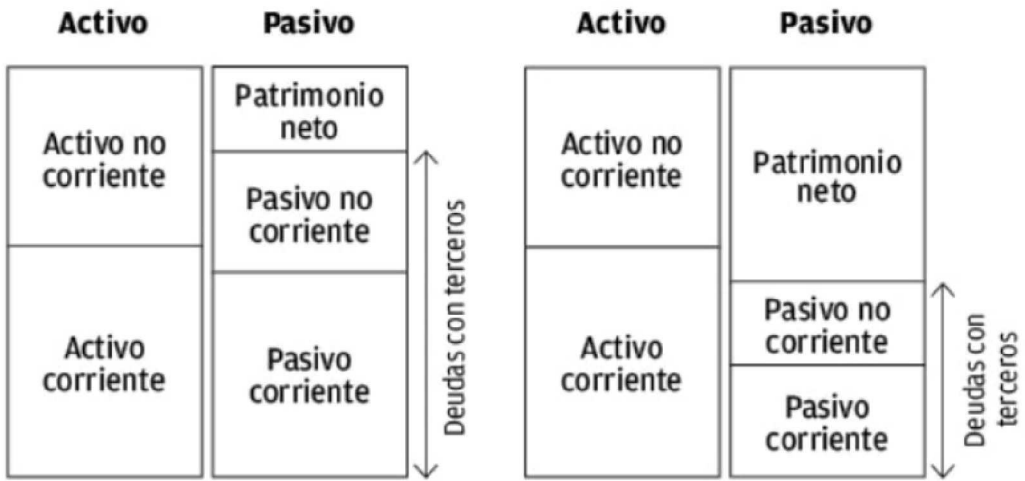 Activo
Pasivo
Activo no
corriente
Activo
corriente
Patrimonio
neto
Pasivo no
corriente
Pasivo
corriente
Deudas con terceros
Activo
Pasivo
Activo no
corriente
Activo
corriente
Patrimonio
neto
Pasivo no
corriente
Pasivo
corriente
Deudas con
terceros